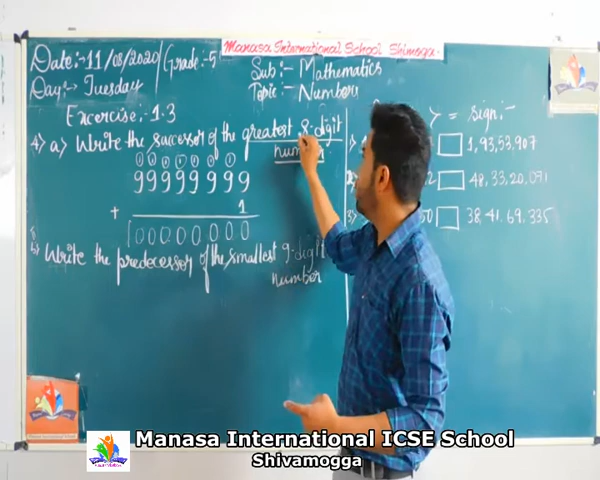 Manasa International School Shimoga.
Date:-11/08/2020
Grade:-5
Sub:- Mathematics
Day:- Tuesday
Topic:- Numbers
Exercise:-1.3
> = sign:-
4) a) Write the successor of the greatest 8-digit
99999999
+ 1
100000000
b) Write the predecessor of the smallest 9-digit
number
1) 1,93,53,907
48,33,20,091
3) 50 38,41,69,335
Manasa International ICSE School
Shivamogga